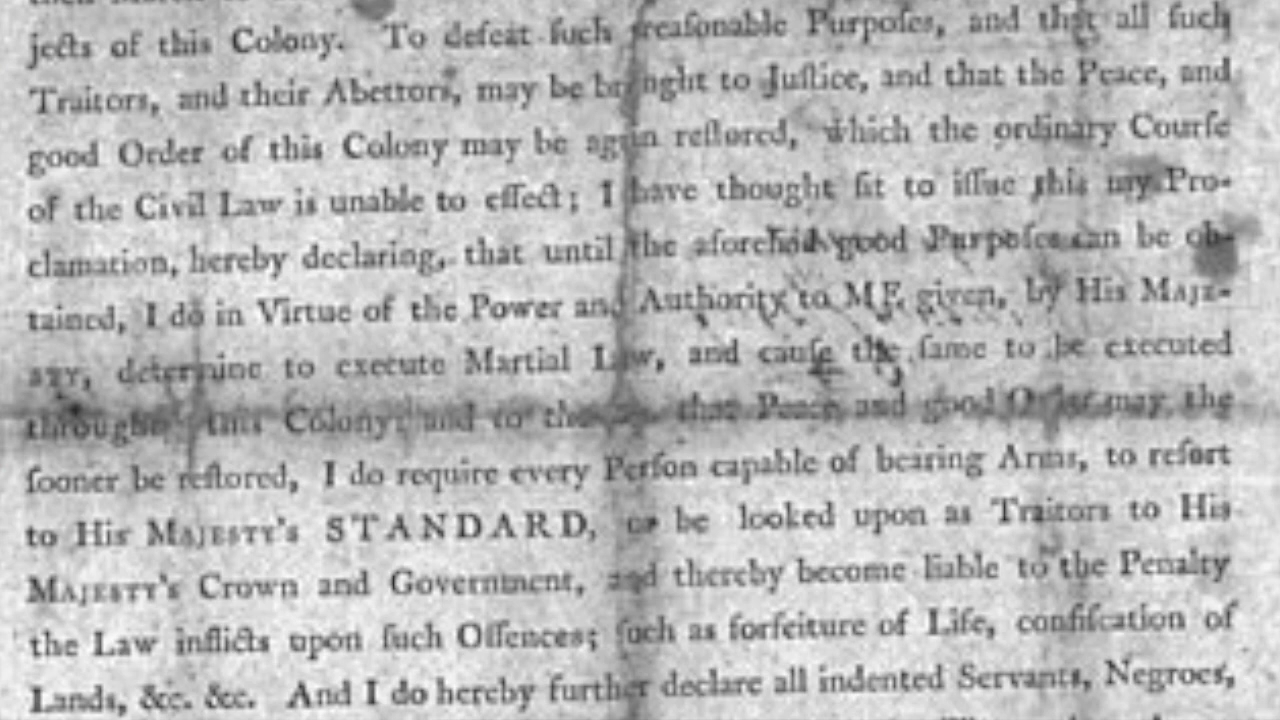 jects of this Colony. To defeat ſuch treaſonable Purpoſes, and that all ſuch
Traitors, and their Abettors, may be brought to Juſtice, and that the Peace, and
good Order of this Colony may be again reſtored, which the ordinary Courſe
of the Civil Law is unable to effect; I have thought fit to iſſue this my Pro-
clamation, hereby declaring, that until the aforeſaid good Purpoſes can be ob-
tained, I do in Virtue of the Power and Authority to ME given, by His MAJE-
STY, determine to execute Martial Law, and cauſe the ſame to be executed
throughout this Colony: and to the that Peace and good Order may the
ſooner be reſtored, I do require every Perſon capable of bearing Arms, to reſort
to His MAJESTY's STANDARD, or be looked upon as Traitors to His
MAJESTY's Crown and Government, and thereby become liable to the Penalty
the Law inflicts upon ſuch Offences; ſuch as forfeiture of Life, confiſcation of
Lands, &c. &c. And I do hereby further declare all indented Servants, Negroes,